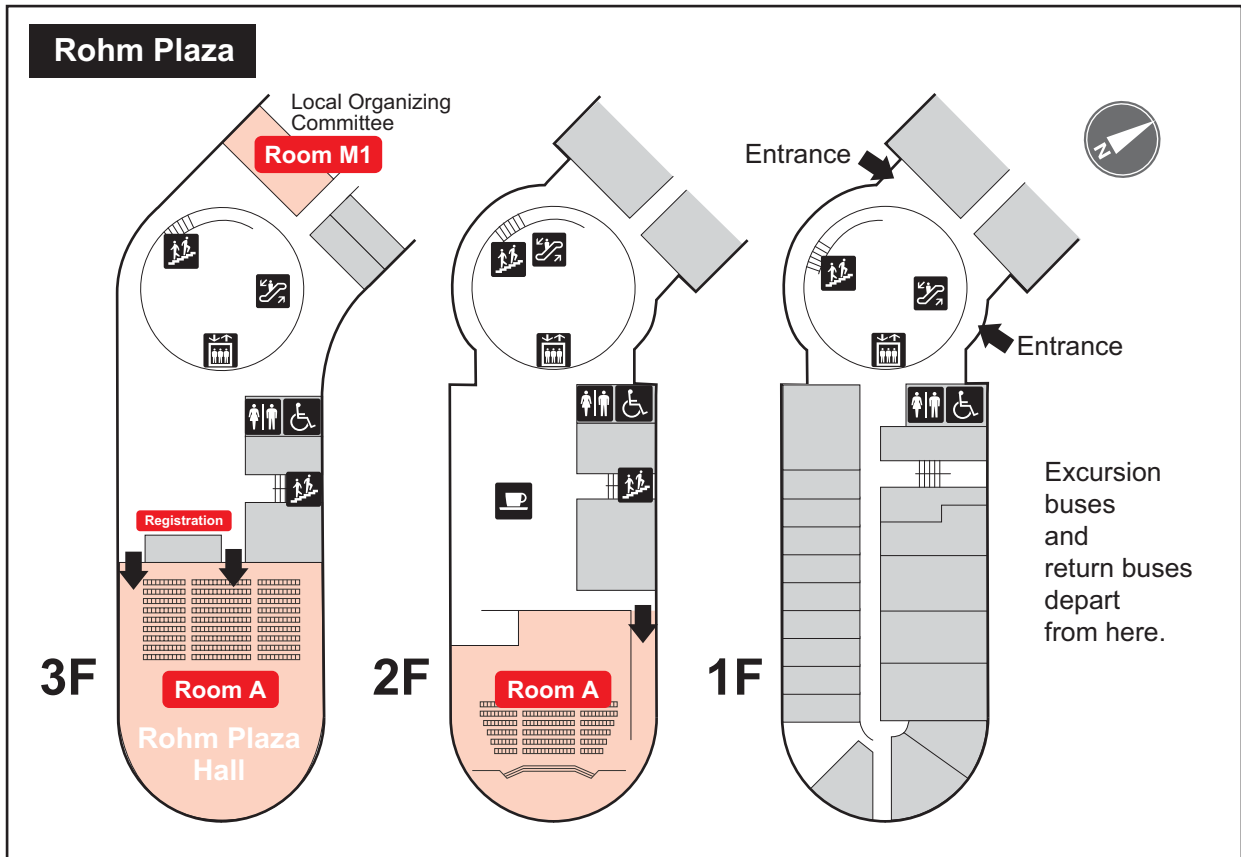 Rohm Plaza
Local Organizing
Committee
Room M1
Registration
3F
Room A
Rohm Plaza
Hall
2F
Room A
Entrance
N
Entrance
1F
Excursion
buses
and
return buses
depart
from here.